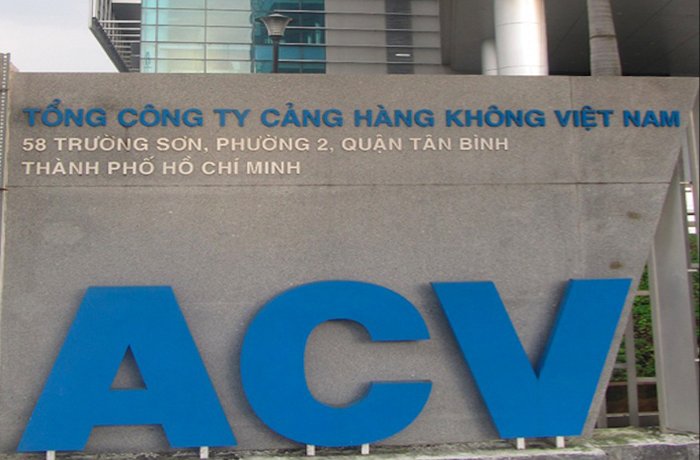 TỔNG CÔNG TY CẢNG HÀNG KHÔNG VIỆT NAM
58 TRƯỜNG SƠN, PHƯỜNG 2, QUẬN TÂN BÌNH
THÀNH PHỐ HỒ CHÍ MINH
ACV